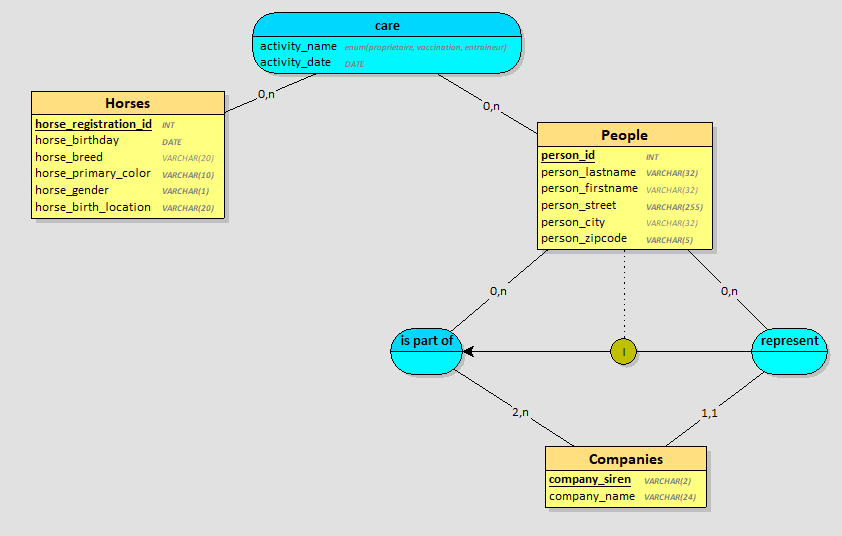 care
activity_name enum(proprietaire, vaccination, entraineur)
activity_date DATE
0,n
0,n
Horses
horse_registration_id INT
horse_birthday DATE
horse_breed VARCHAR(20)
horse_primary_color VARCHAR(10)
horse_gender VARCHAR(1)
horse_birth_location VARCHAR(20)
People
person_id INT
person_lastname VARCHAR(32)
person_firstname VARCHAR(32)
person_street VARCHAR(255)
person_city VARCHAR(32)
person_zipcode VARCHAR(5)
0,n
0,n
is part of
I
represent
2,n
1,1
Companies
company_siren VARCHAR(2)
company_name VARCHAR(24)